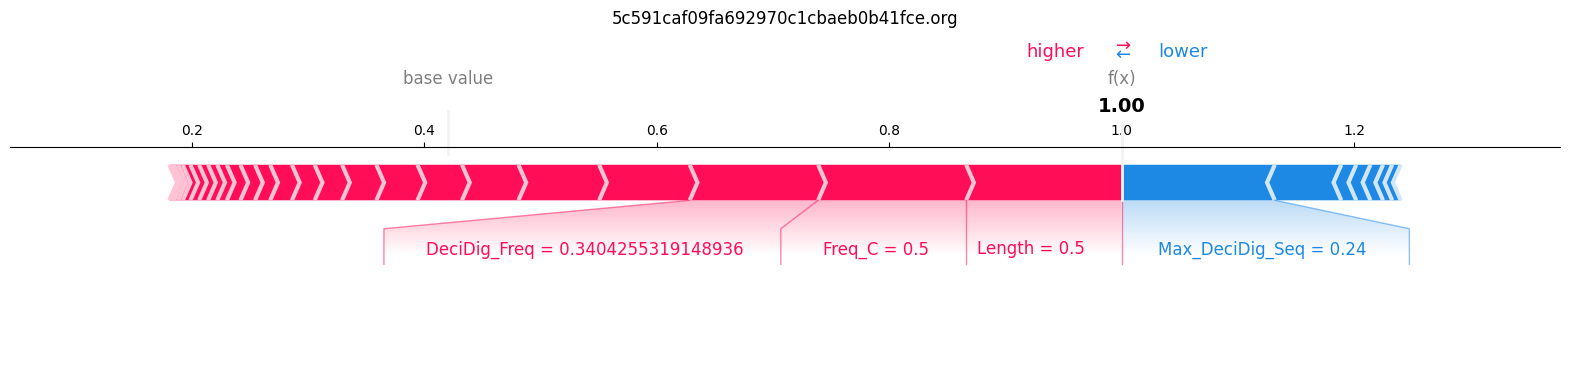 5c591caf09fa692970c1cbaeb0b41fce.org
higher → ← lower
base value f(x)
1.00
0.2 0.4 0.6 0.8 1.0 1.2
DeciDig_Freq = 0.3404255319148936 Freq_C = 0.5 Length = 0.5 Max_DeciDig_Seq = 0.24